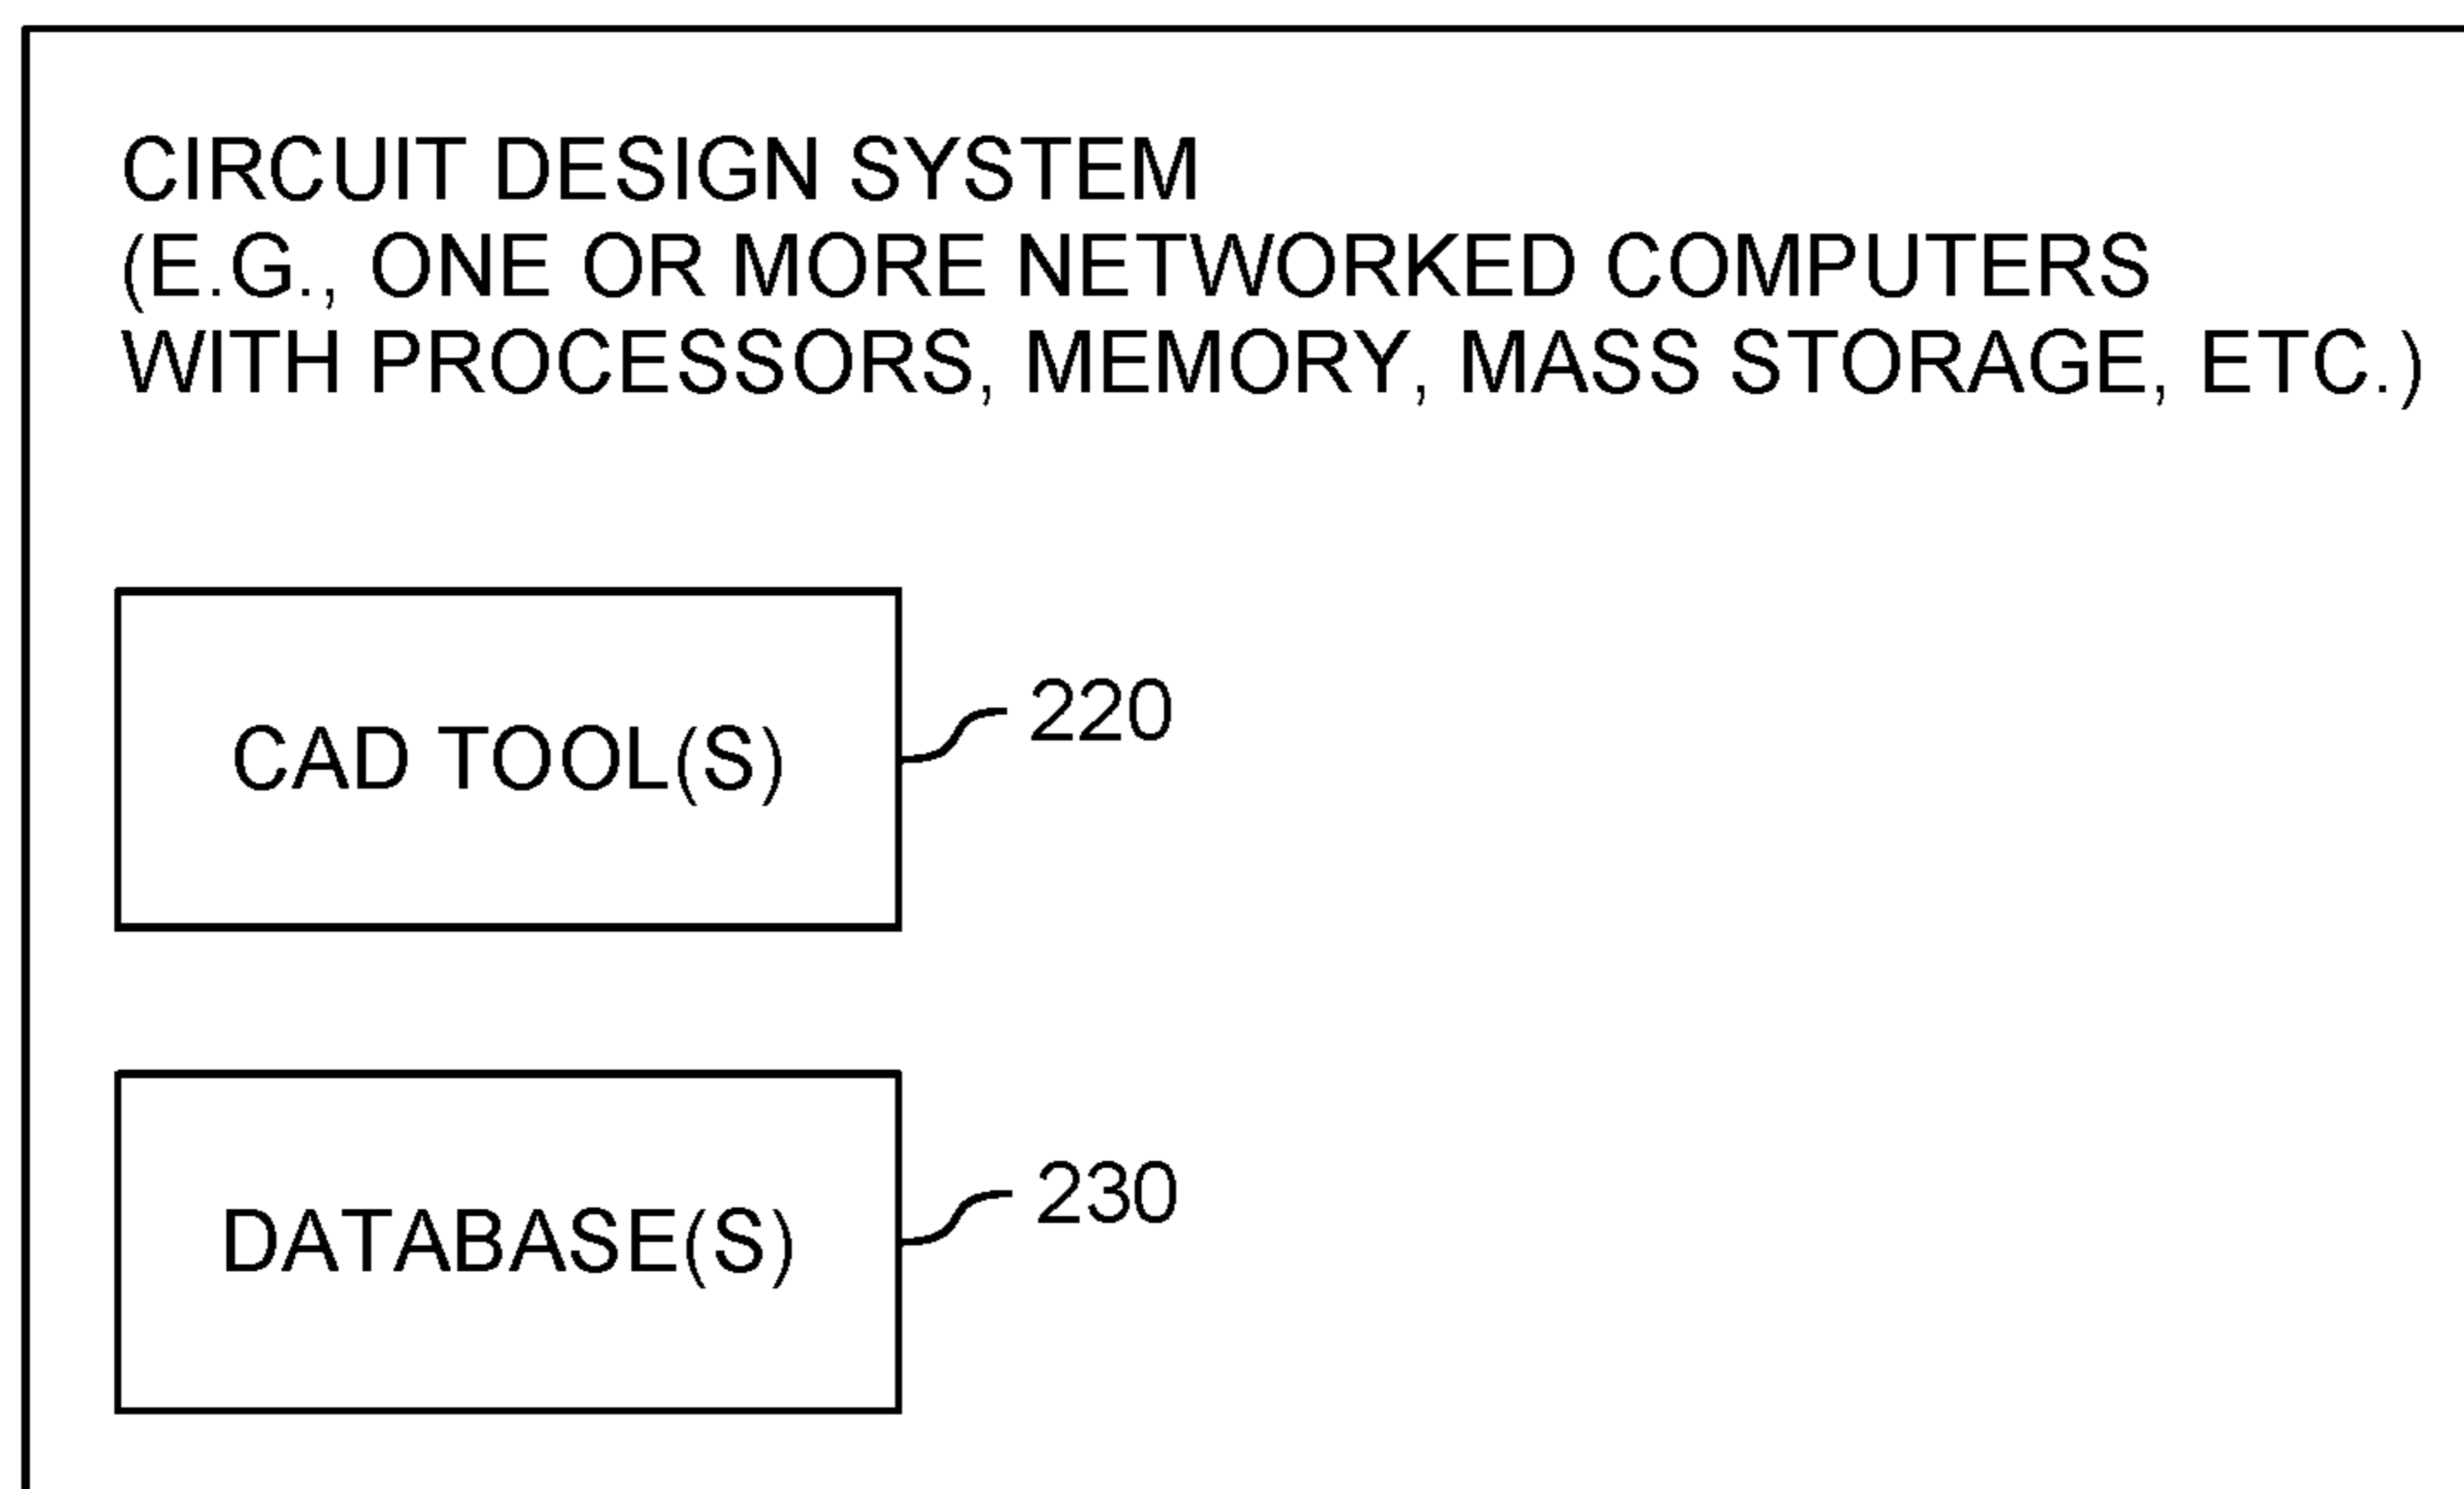 CIRCUIT DESIGN SYSTEM
(E.G., ONE OR MORE NETWORKED COMPUTERS
WITH PROCESSORS, MEMORY, MASS STORAGE, ETC.)
CAD TOOL(S)
220
DATABASE(S)
230